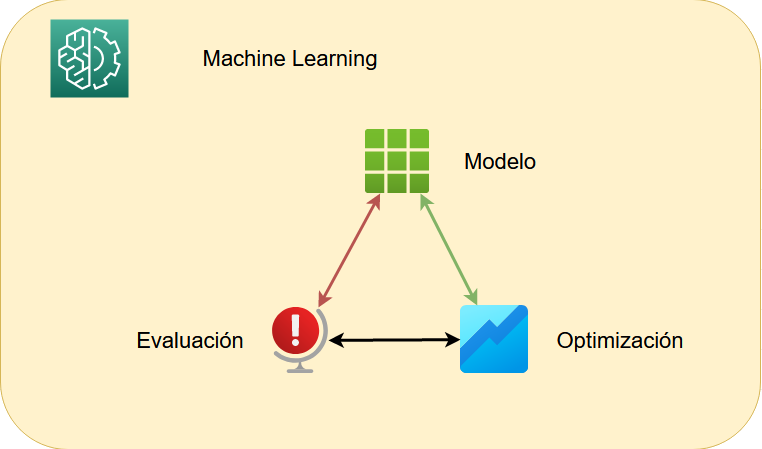 Machine Learning
Modelo
Evaluación
Optimización